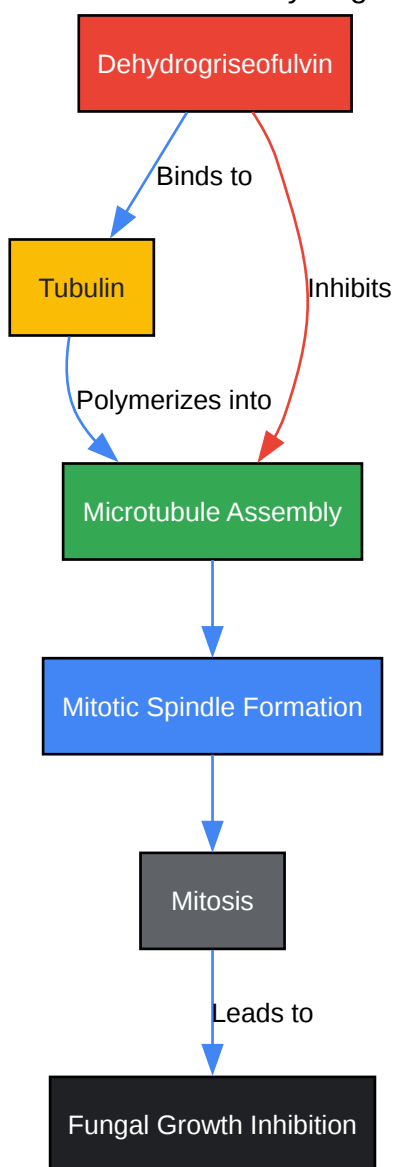 Dehydrogriseofulvin
Binds to
Tubulin
Inhibits
Polymerizes into
Microtubule Assembly
Mitotic Spindle Formation
Mitosis
Leads to
Fungal Growth Inhibition